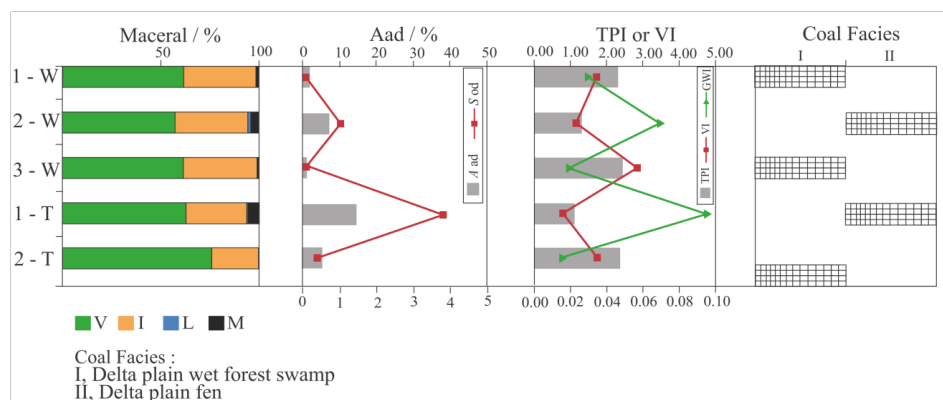 Maceral / %
50 100
Aad / %
0 10 20 30 40 50
TPI or VI
0.00 1.00 2.00 3.00 4.00 5.00
Coal Facies
I II
1 - W
2 - W
3 - W
1 - T
2 - T
A ad S od
TPI VI GWI
0 1 2 3 4 5
0.00 0.02 0.04 0.06 0.08 0.10
V I L M
Coal Facies :
I, Delta plain wet forest swamp
II, Delta plain fen